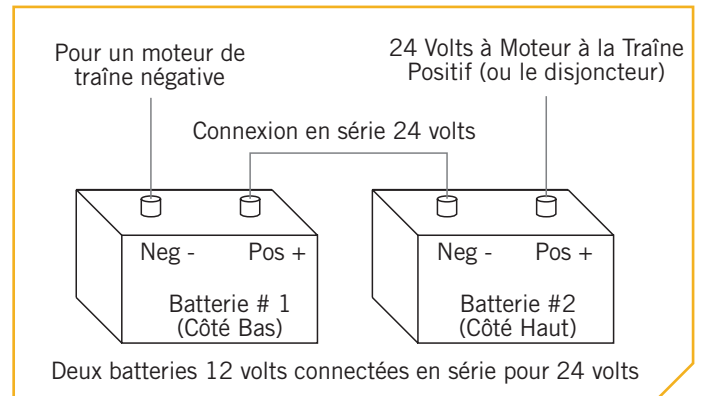 Pour un moteur de
traîne négative
24 Volts à Moteur à la Traîne
Positif (ou le disjoncteur)
Connexion en série 24 volts
Neg - Pos +
Batterie # 1
(Côté Bas)
Neg - Pos +
Batterie #2
(Côté Haut)
Deux batteries 12 volts connectées en série pour 24 volts